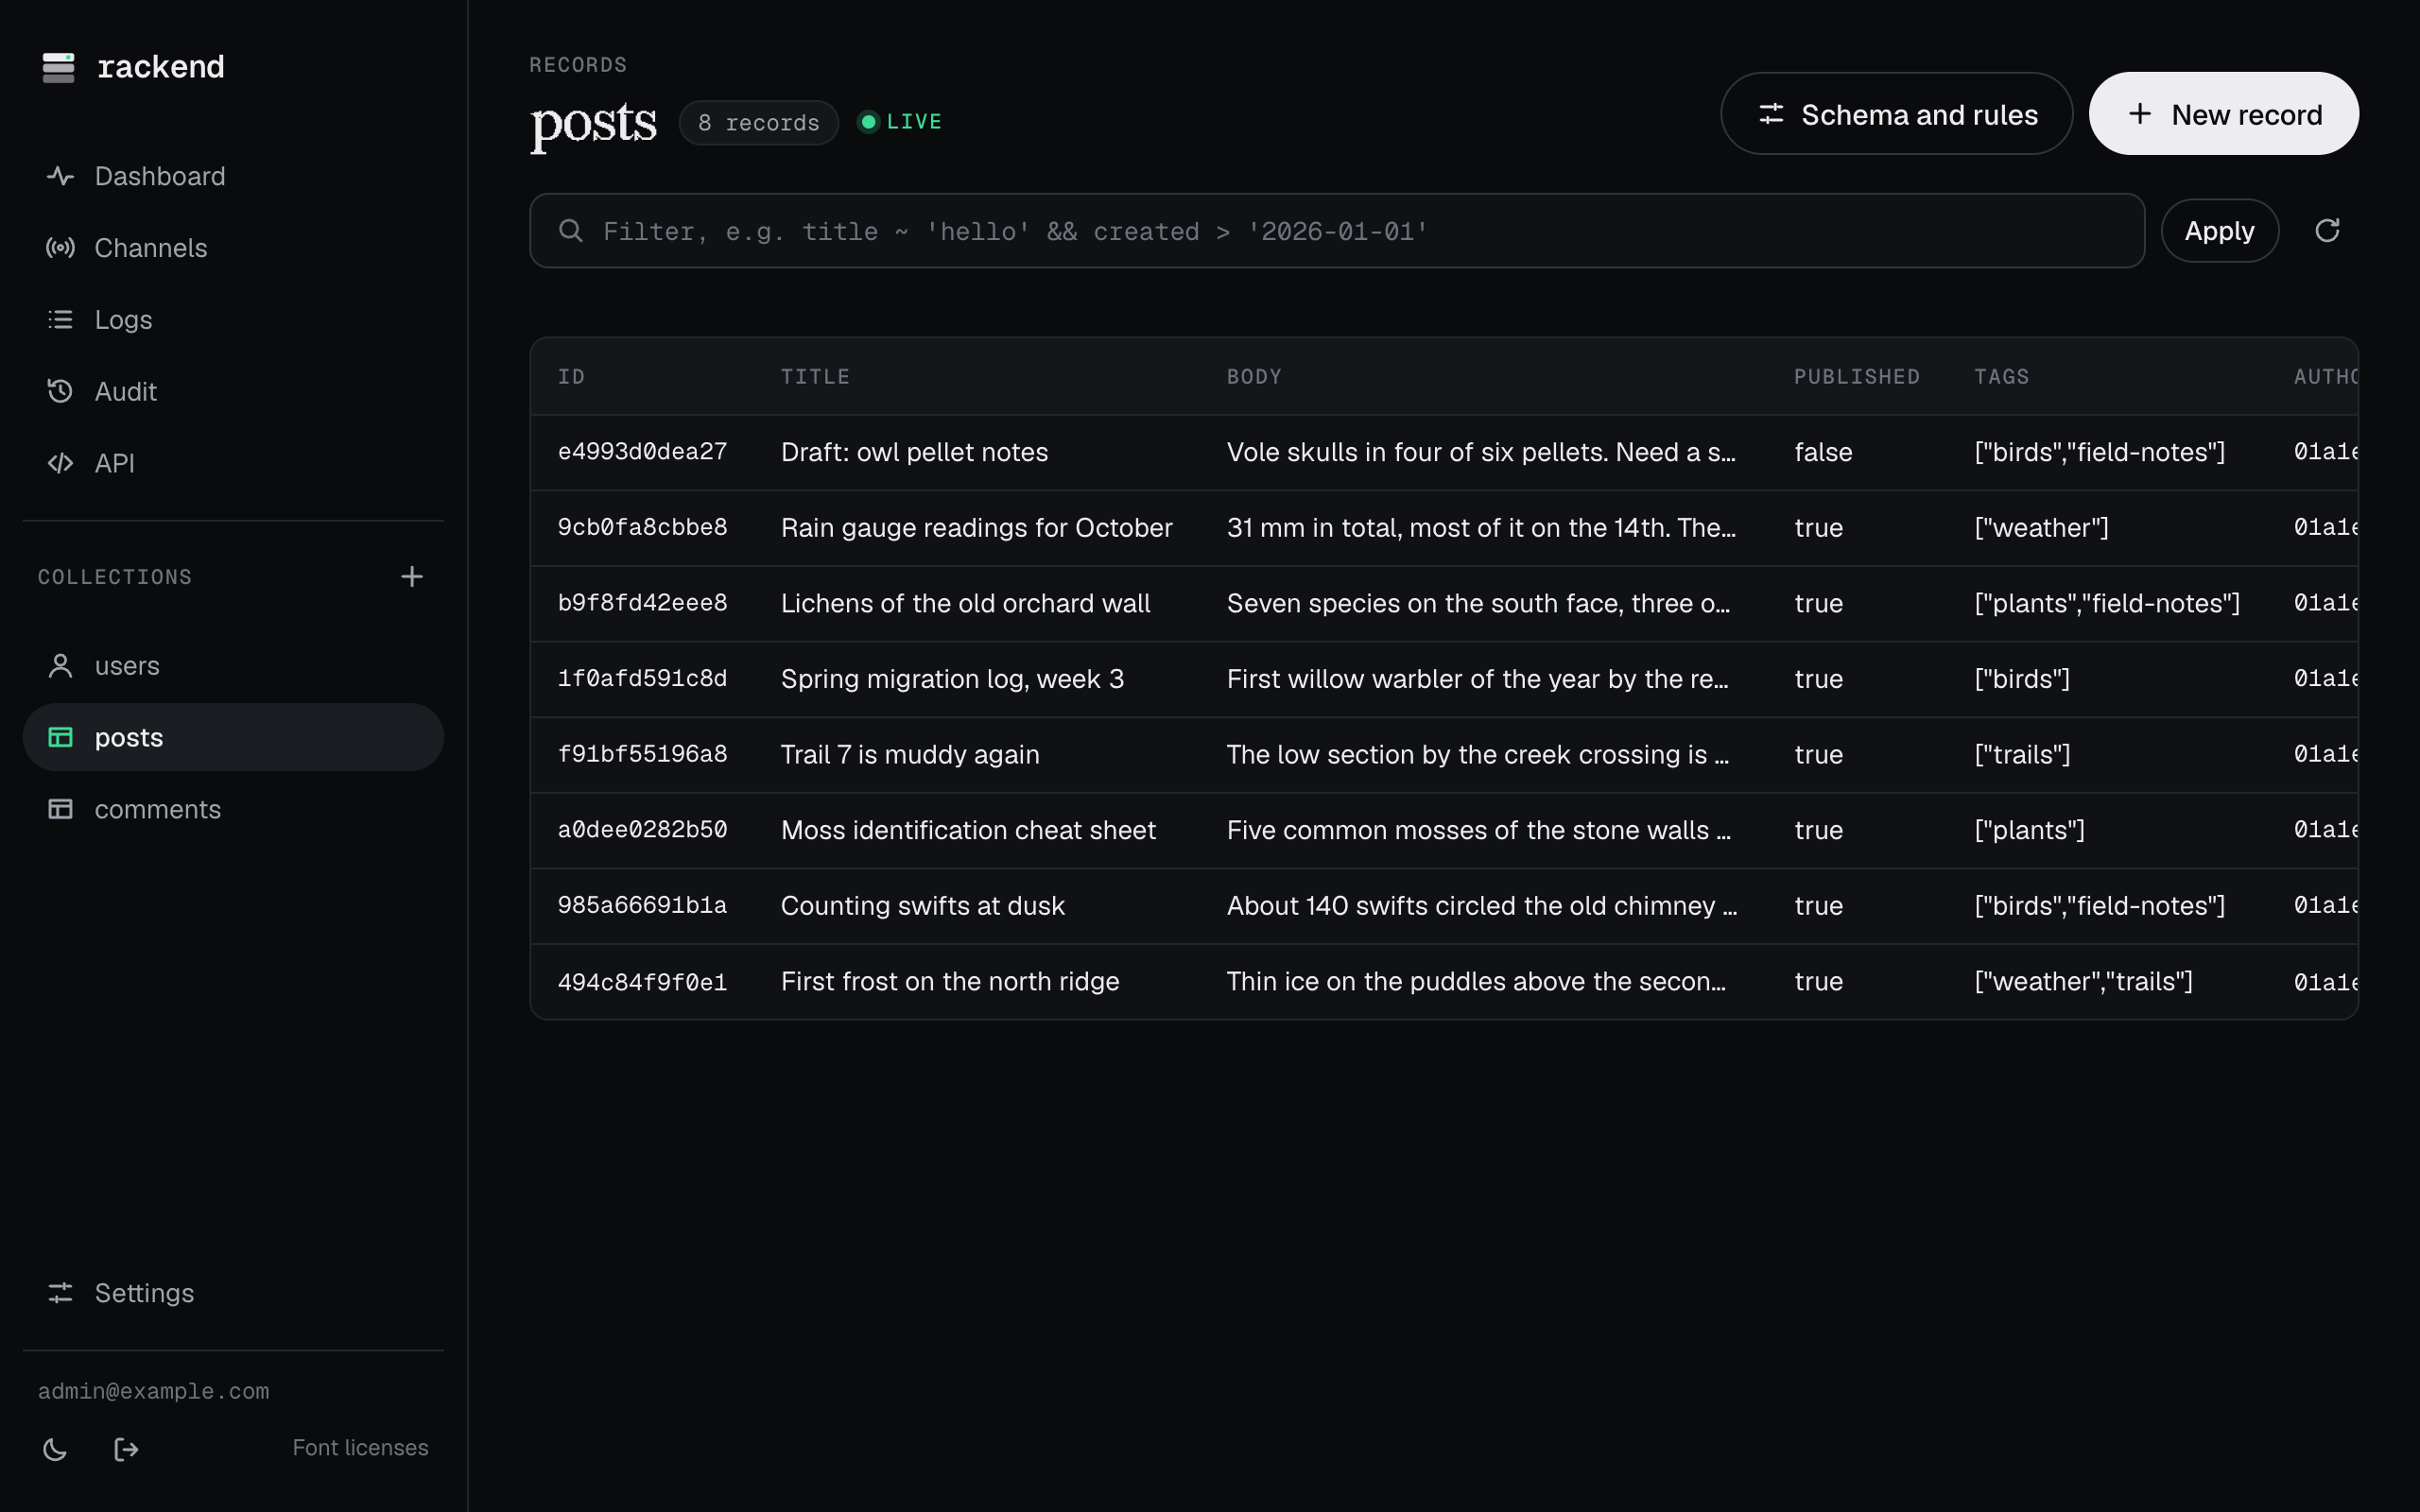 rackend
Dashboard
Channels
Logs
Audit
API
COLLECTIONS
users
posts
comments
Settings
admin@example.com
Font licenses
RECORDS
posts 8 records LIVE
Schema and rules New record
Filter, e.g. title ~ 'hello' && created > '2026-01-01' Apply
ID TITLE BODY PUBLISHED TAGS
e4993d0dea27 Draft: owl pellet notes Vole skulls in four of six pellets. Need a s... false ["birds","field-notes"] 01a1e
9cb0fa8cbbe8 Rain gauge readings for October 31 mm in total, most of it on the 14th. The... true ["weather"] 01a1e
b9f8fd42eee8 Lichens of the old orchard wall Seven species on the south face, three o... true ["plants","field-notes"] 01a1e
1f0afd591c8d Spring migration log, week 3 First willow warbler of the year by the re... true ["birds"] 01a1e
f91bf55196a8 Trail 7 is muddy again The low section by the creek crossing is ... true ["trails"] 01a1e
a0dee0282b50 Moss identification cheat sheet Five common mosses of the stone walls ... true ["plants"] 01a1e
985a66691b1a Counting swifts at dusk About 140 swifts circled the old chimney ... true ["birds","field-notes"] 01a1e
494c84f9f0e1 First frost on the north ridge Thin ice on the puddles above the secon... true ["weather","trails"] 01a1e